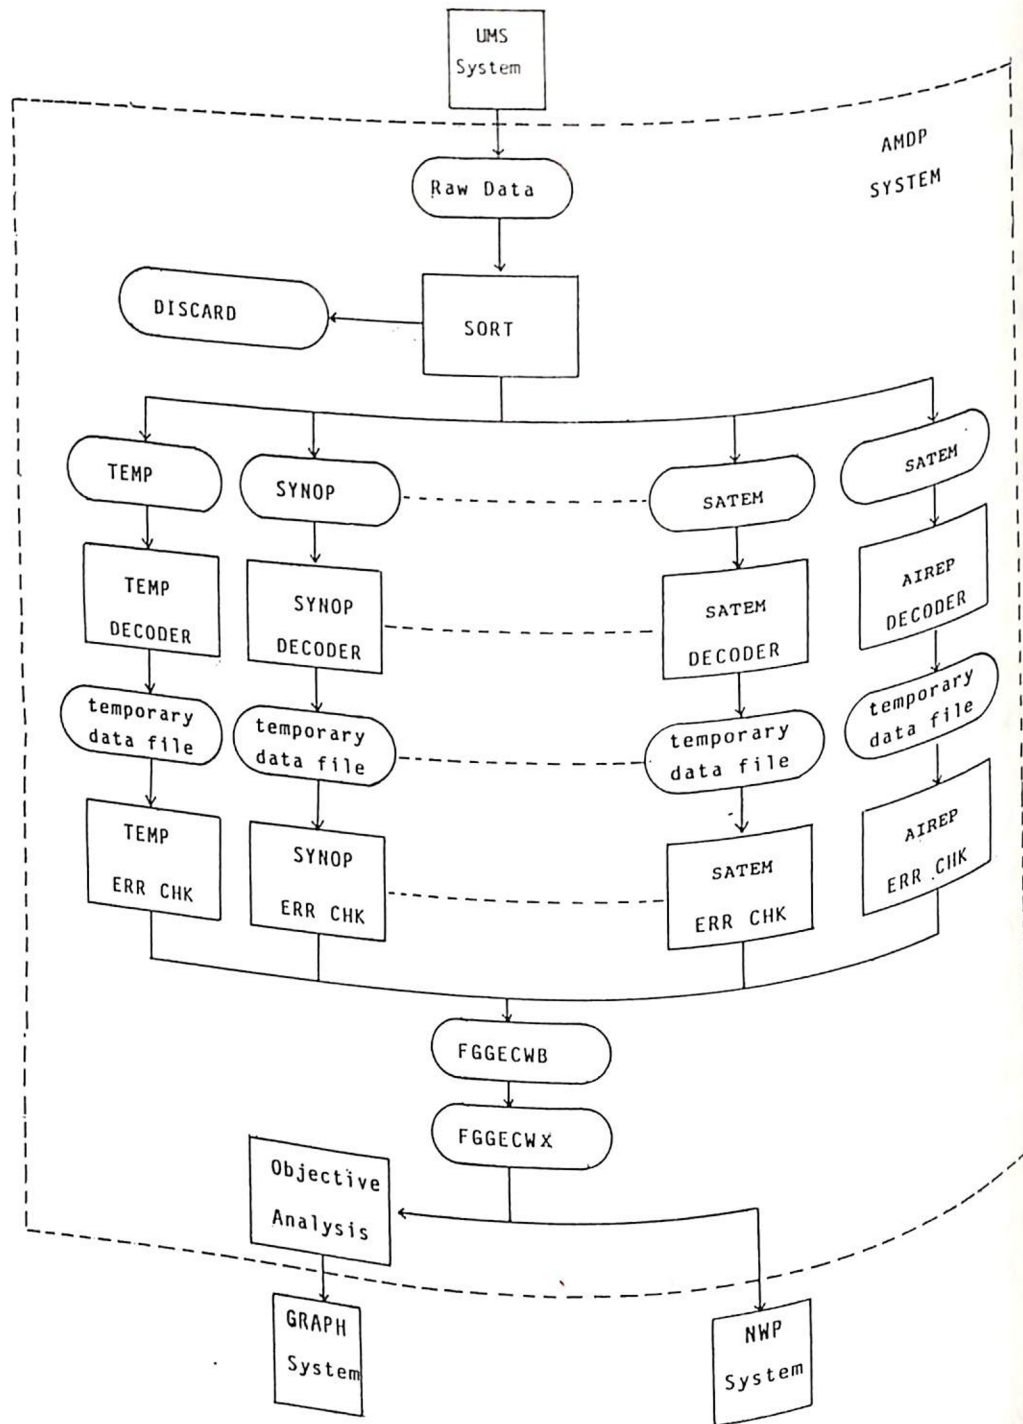 UMS
System
AMDP
SYSTEM
Raw Data
DISCARD
SORT
TEMP
SYNOP
SATEM
SATEM
TEMP
DECODER
SYNOP
DECODER
SATEM
DECODER
AIREP
DECODER
temporary
data file
temporary
data file
temporary
data file
temporary
data file
TEMP
ERR CHK
SYNOP
ERR CHK
SATEM
ERR CHK
AIREP
ERR CHK
FGGECWB
FGGECWX
Objective
Analysis
GRAPH
System
NWP
System